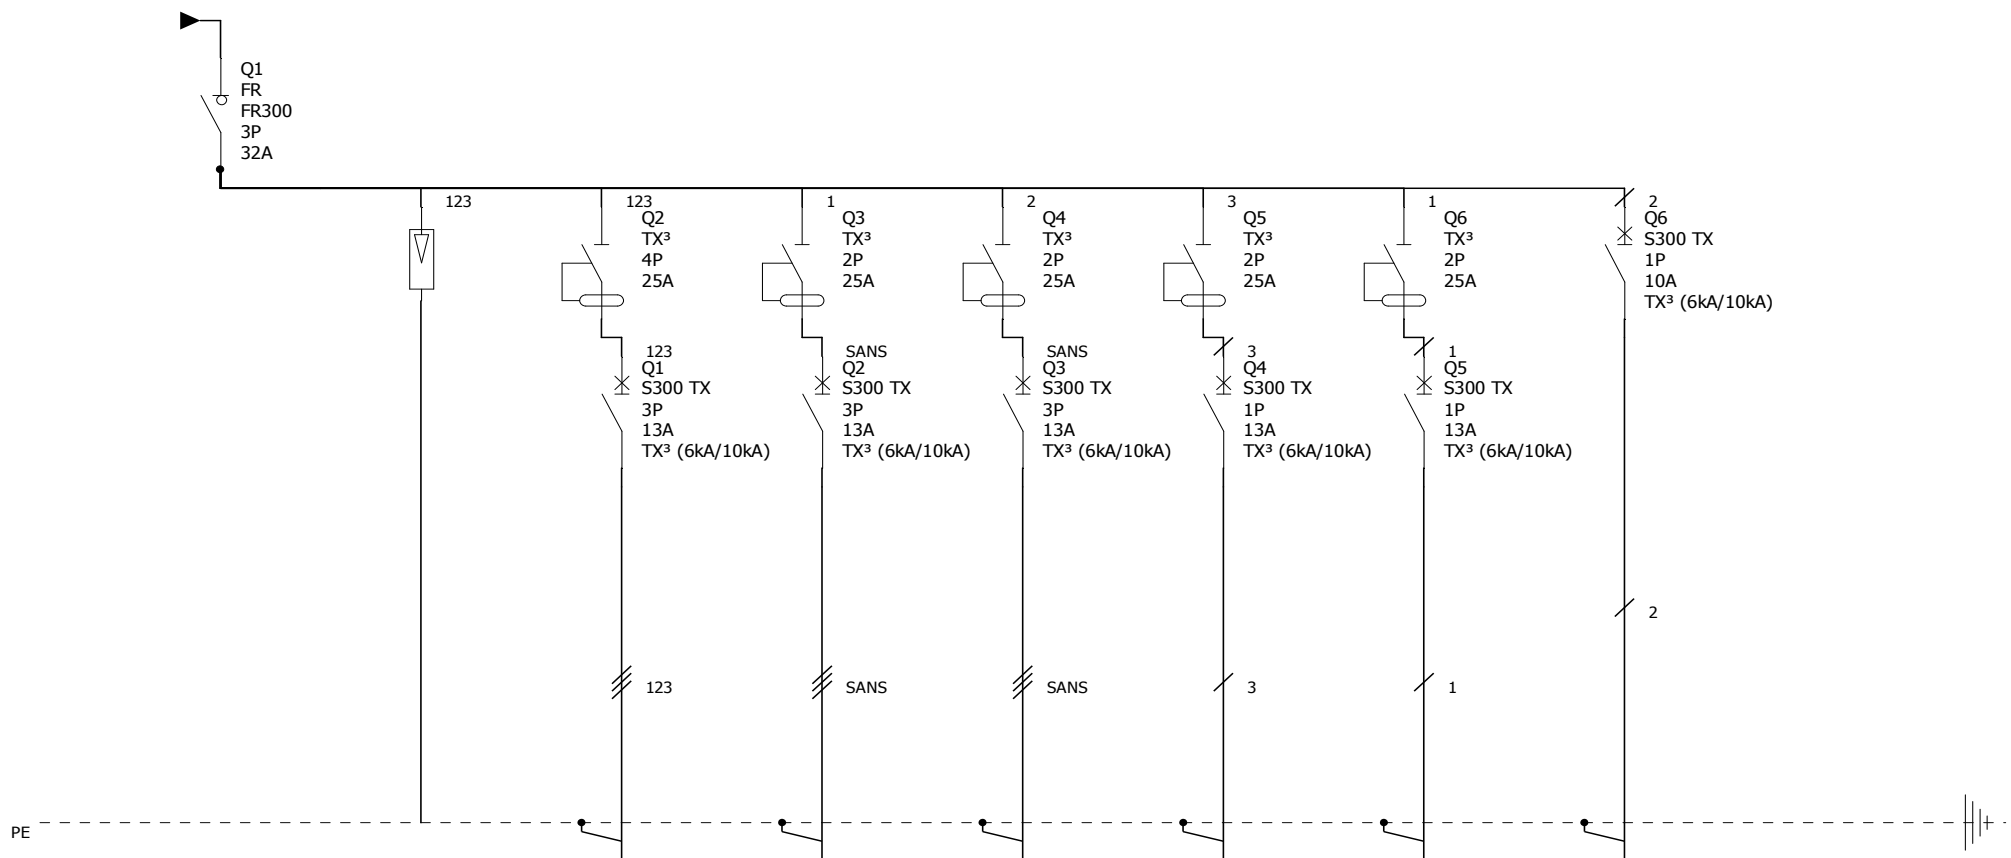 Q1
FR
FR300
3P
32A
123
123
Q2
TX³
4P
25A
1
Q3
TX³
2P
25A
2
Q4
TX³
2P
25A
3
Q5
TX³
2P
25A
1
Q6
TX³
2P
25A
2
Q6
S300 TX
1P
10A
TX³ (6kA/10kA)
123
Q1
S300 TX
3P
13A
TX³ (6kA/10kA)
SANS
Q2
S300 TX
3P
13A
TX³ (6kA/10kA)
SANS
Q3
S300 TX
3P
13A
TX³ (6kA/10kA)
3
Q4
S300 TX
1P
13A
TX³ (6kA/10kA)
1
Q5
S300 TX
1P
13A
TX³ (6kA/10kA)
2
123
SANS
SANS
3
1
PE